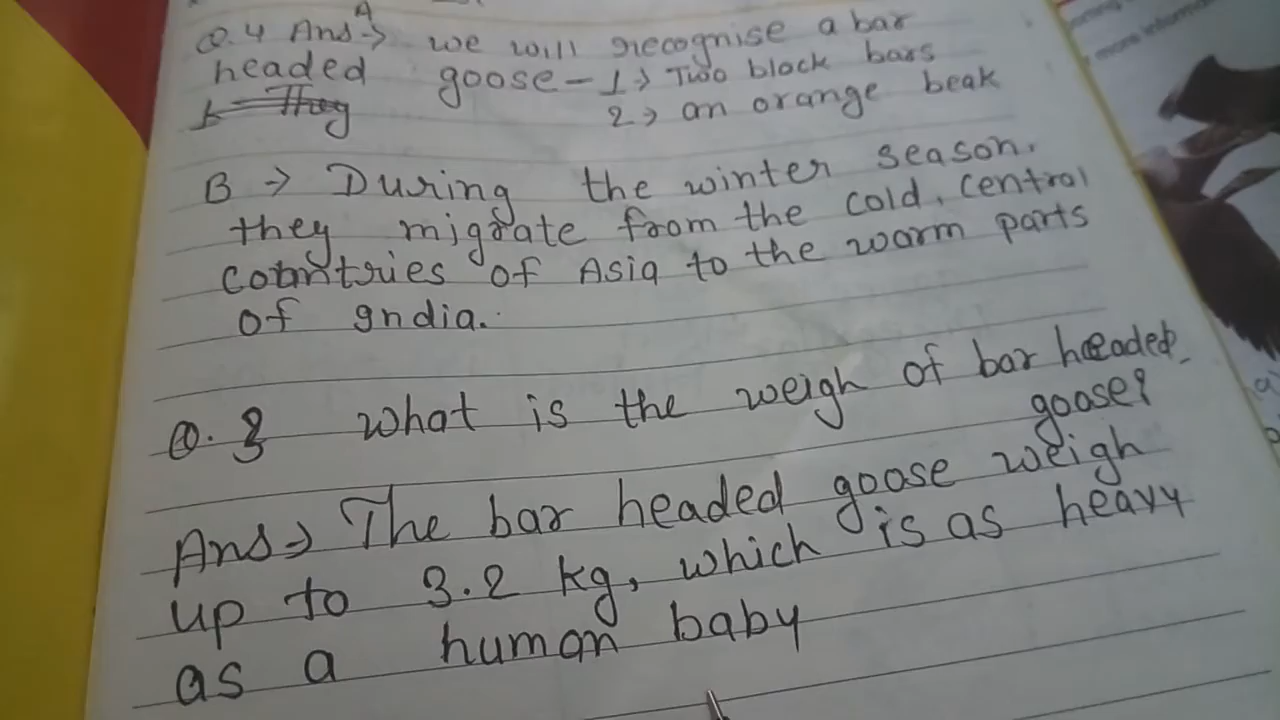 A
Q.4 Ans→ we will recognise a bar
headed goose- 1→ Two block bars
2→ an orange beak
B → During the winter season.
they migrate from the cold, central
countries of Asia to the warm parts
of India.
Q. 3 what is the weigh of bar headed
goose?
Ans→ The bar headed goose weigh
up to 3.2 kg, which is as heavy
as a human baby